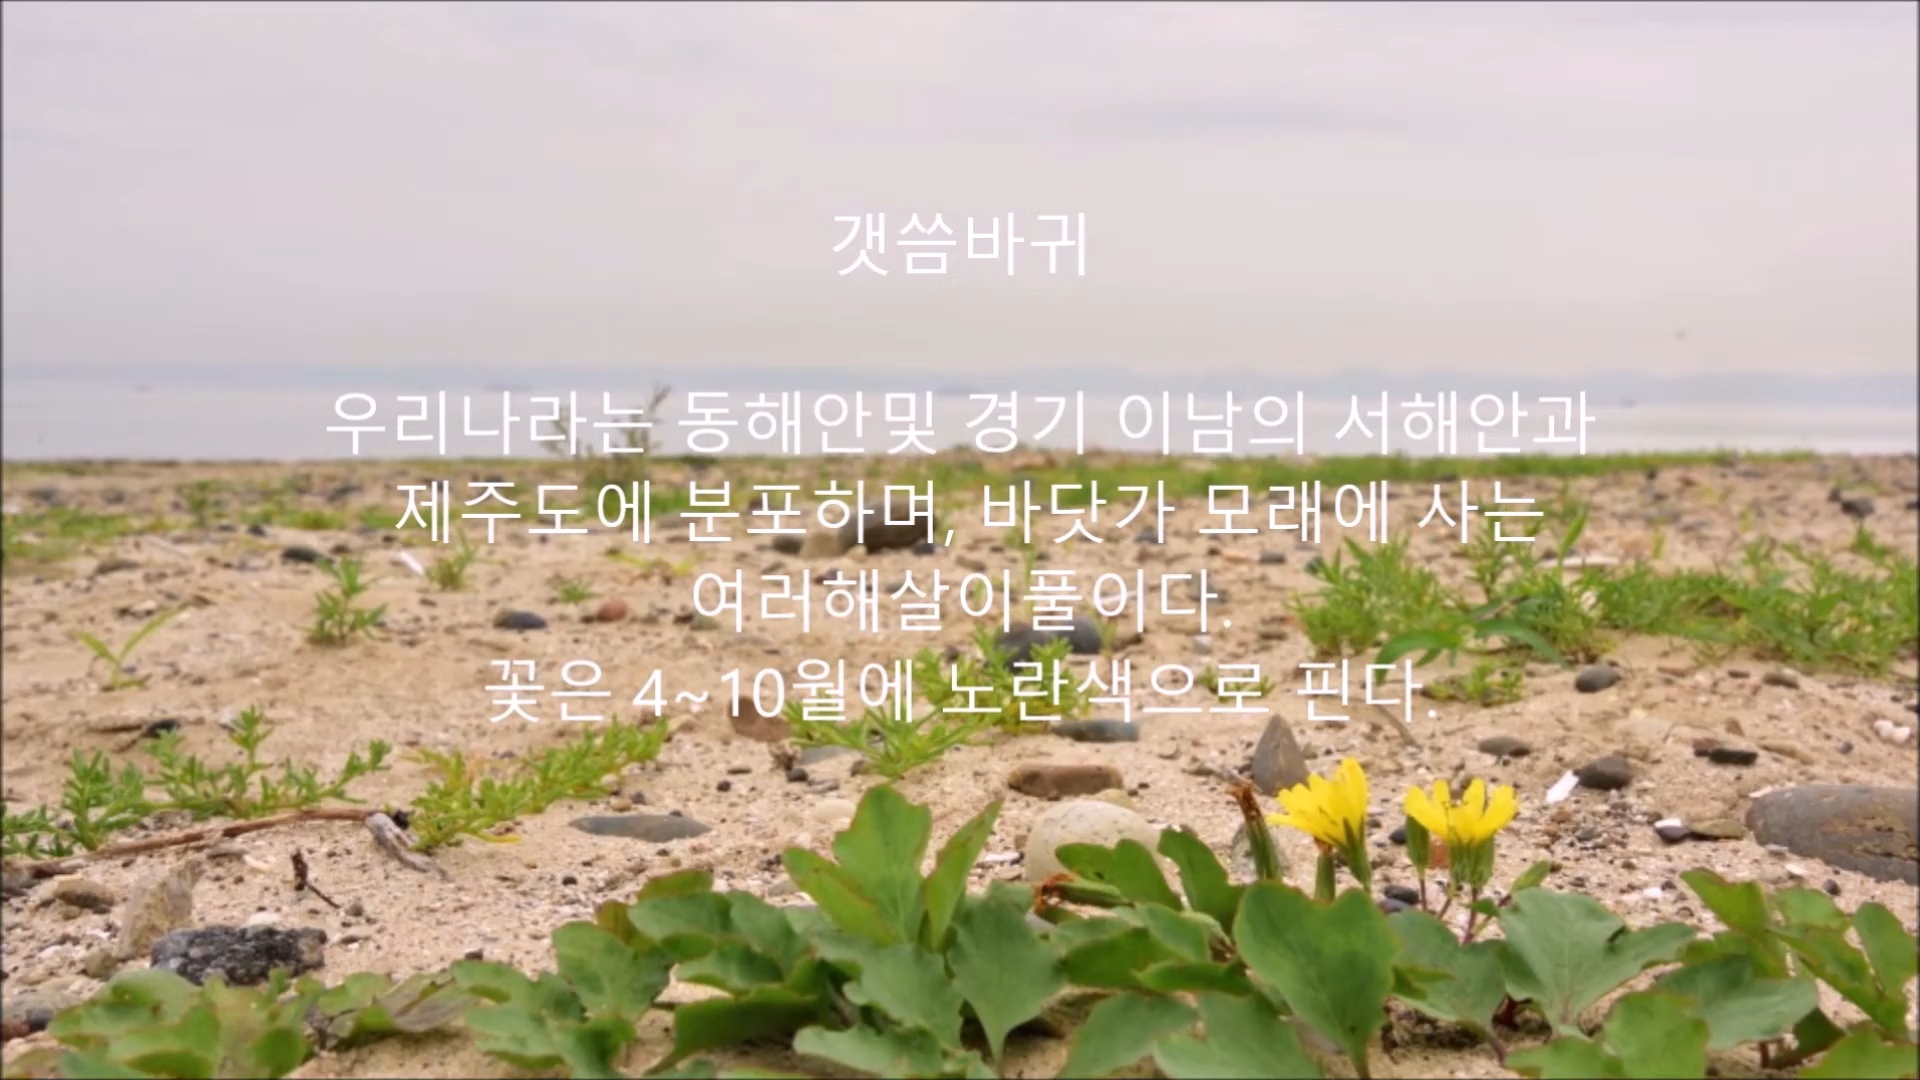 갯씀바귀
우리나라는 동해안및 경기 이남의 서해안과
제주도에 분포하며, 바닷가 모래에 사는
여러해살이풀이다.
꽃은 4~10월에 노란색으로 핀다.